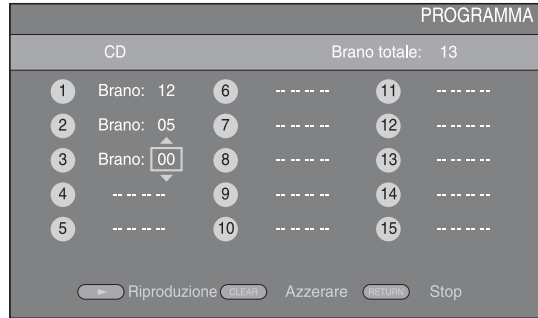 PROGRAMMA
CD Brano totale: 13
1 Brano: 12 6 -- -- -- -- 11 -- -- -- --
2 Brano: 05 7 -- -- -- -- 12 -- -- -- --
3 Brano: 00 8 -- -- -- -- 13 -- -- -- --
4 -- -- -- -- 9 -- -- -- -- 14 -- -- -- --
5 -- -- -- -- 10 -- -- -- -- 15 -- -- -- --
Riproduzione CLEAR Azzerare RETURN Stop